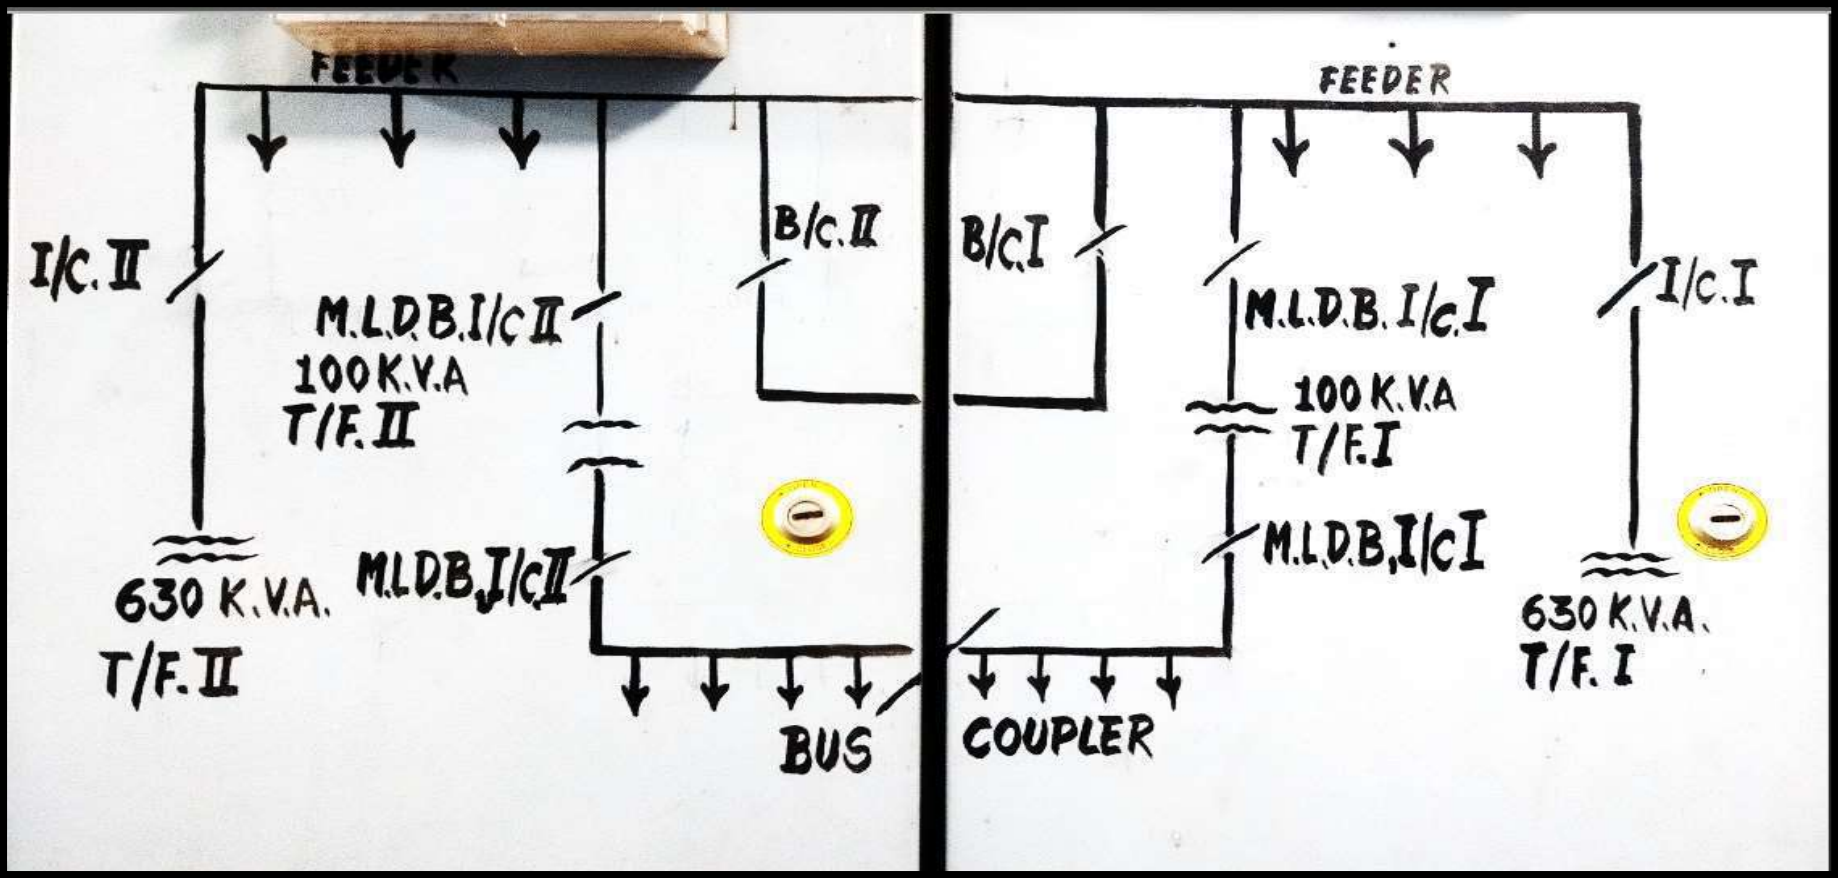 FEEDER
FEEDER
I/C. II
B/C. II
B/C. I
I/C. I
M.L.D.B. I/C II
100 K.V.A
T/F. II
M.L.D.B. I/C. I
100 K.V.A
T/F. I
M.L.D.B. I/C. II
M.L.D.B. I/C I
630 K.V.A.
T/F. II
630 K.V.A.
T/F. I
BUS COUPLER